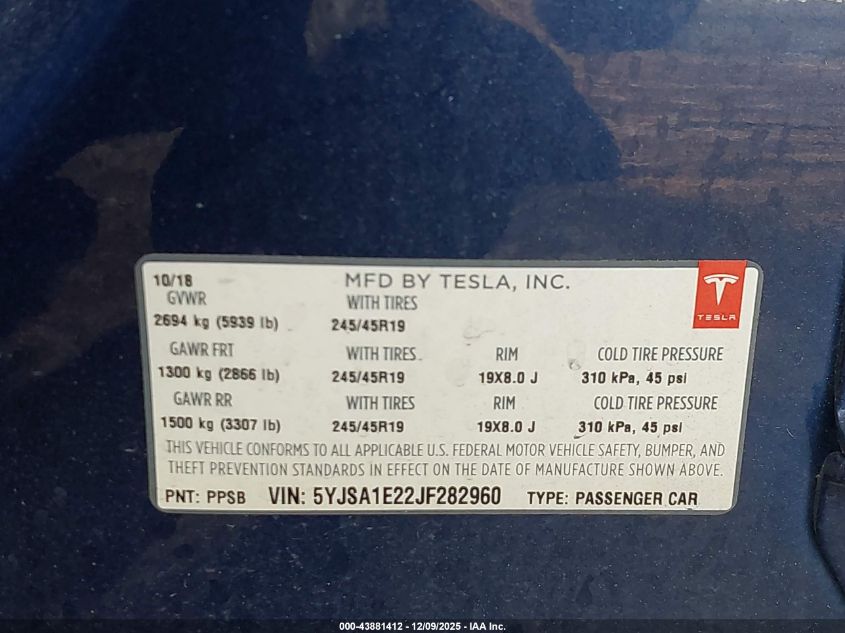 10/18 MFD BY TESLA, INC.
GVWR WITH TIRES
TESLA
2694 kg (5939 lb) 245/45R19
GAWR FRT WITH TIRES RIM COLD TIRE PRESSURE
1300 kg (2866 lb) 245/45R19 19X8.0 J 310 kPa, 45 psi
GAWR RR WITH TIRES RIM COLD TIRE PRESSURE
1500 kg (3307 lb) 245/45R19 19X8.0 J 310 kPa, 45 psi
THIS VEHICLE CONFORMS TO ALL APPLICABLE U.S. FEDERAL MOTOR VEHICLE SAFETY, BUMPER, AND
THEFT PREVENTION STANDARDS IN EFFECT ON THE DATE OF MANUFACTURE SHOWN ABOVE.
PNT: PPSB VIN: 5YJSA1E22JF282960 TYPE: PASSENGER CAR
000-43881412 - 12/09/2025 - IAA Inc.